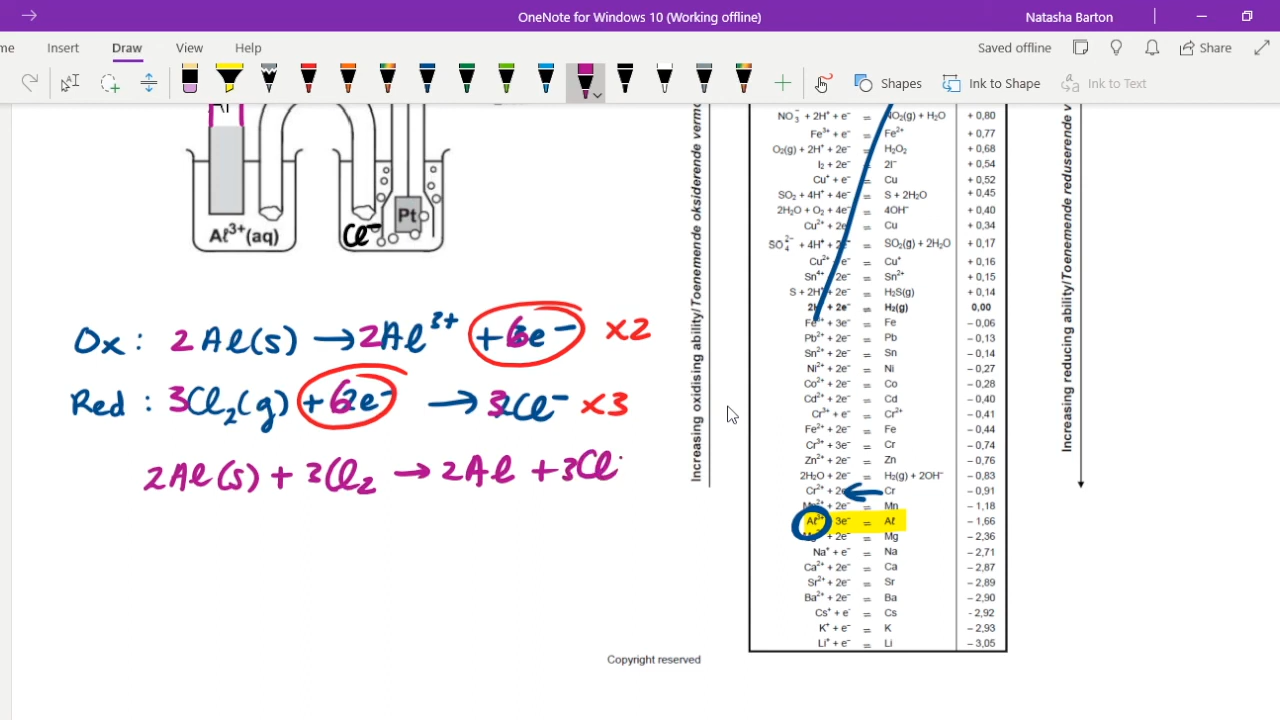 OneNote for Windows 10 (Working offline)
Natasha Barton
me Insert Draw View Help
Saved offline Share
Shapes Ink to Shape Ink to Text
Al
Pt
Aℓ³⁺(aq)
Cl⁻
Ox : 2Al(s) → 2Al³⁺ + 6e⁻ ×2
Red : 3Cl₂(g) + 6e⁻ → 3Cl⁻ ×3
2Al(s) + 3Cl₂ → 2Al + 3Cl
Increasing oxidising ability/Toenemende oksiderende vermo
NO₃⁻ + 2H⁺ + e⁻ ⇌ NO₂(g) + H₂O + 0,80
Fe³⁺ + e⁻ ⇌ Fe²⁺ + 0,77
O₂(g) + 2H⁺ + 2e⁻ ⇌ H₂O₂ + 0,68
I₂ + 2e⁻ ⇌ 2I⁻ + 0,54
Cu⁺ + e⁻ ⇌ Cu + 0,52
SO₂ + 4H⁺ + 4e⁻ ⇌ S + 2H₂O + 0,45
2H₂O + O₂ + 4e⁻ ⇌ 4OH⁻ + 0,40
Cu²⁺ + 2e⁻ ⇌ Cu + 0,34
SO₄²⁻ + 4H⁺ + 2e⁻ ⇌ SO₂(g) + 2H₂O + 0,17
Cu²⁺ + e⁻ ⇌ Cu⁺ + 0,16
Sn⁴⁺ + 2e⁻ ⇌ Sn²⁺ + 0,15
S + 2H⁺ + 2e⁻ ⇌ H₂S(g) + 0,14
2H⁺ + 2e⁻ ⇌ H₂(g) 0,00
Fe³⁺ + 3e⁻ ⇌ Fe − 0,06
Pb²⁺ + 2e⁻ ⇌ Pb − 0,13
Sn²⁺ + 2e⁻ ⇌ Sn − 0,14
Ni²⁺ + 2e⁻ ⇌ Ni − 0,27
Co²⁺ + 2e⁻ ⇌ Co − 0,28
Cd²⁺ + 2e⁻ ⇌ Cd − 0,40
Cr³⁺ + e⁻ ⇌ Cr²⁺ − 0,41
Fe²⁺ + 2e⁻ ⇌ Fe − 0,44
Cr³⁺ + 3e⁻ ⇌ Cr − 0,74
Zn²⁺ + 2e⁻ ⇌ Zn − 0,76
2H₂O + 2e⁻ ⇌ H₂(g) + 2OH⁻ − 0,83
Cr²⁺ + 2e⁻ ⇌ Cr − 0,91
Mn²⁺ + 2e⁻ ⇌ Mn − 1,18
Aℓ³⁺ + 3e⁻ ⇌ Aℓ − 1,66
Mg²⁺ + 2e⁻ ⇌ Mg − 2,36
Na⁺ + e⁻ ⇌ Na − 2,71
Ca²⁺ + 2e⁻ ⇌ Ca − 2,87
Sr²⁺ + 2e⁻ ⇌ Sr − 2,89
Ba²⁺ + 2e⁻ ⇌ Ba − 2,90
Cs⁺ + e⁻ ⇌ Cs - 2,92
K⁺ + e⁻ ⇌ K − 2,93
Li⁺ + e⁻ ⇌ Li − 3,05
Increasing reducing ability/Toenemende reduserende v
Copyright reserved